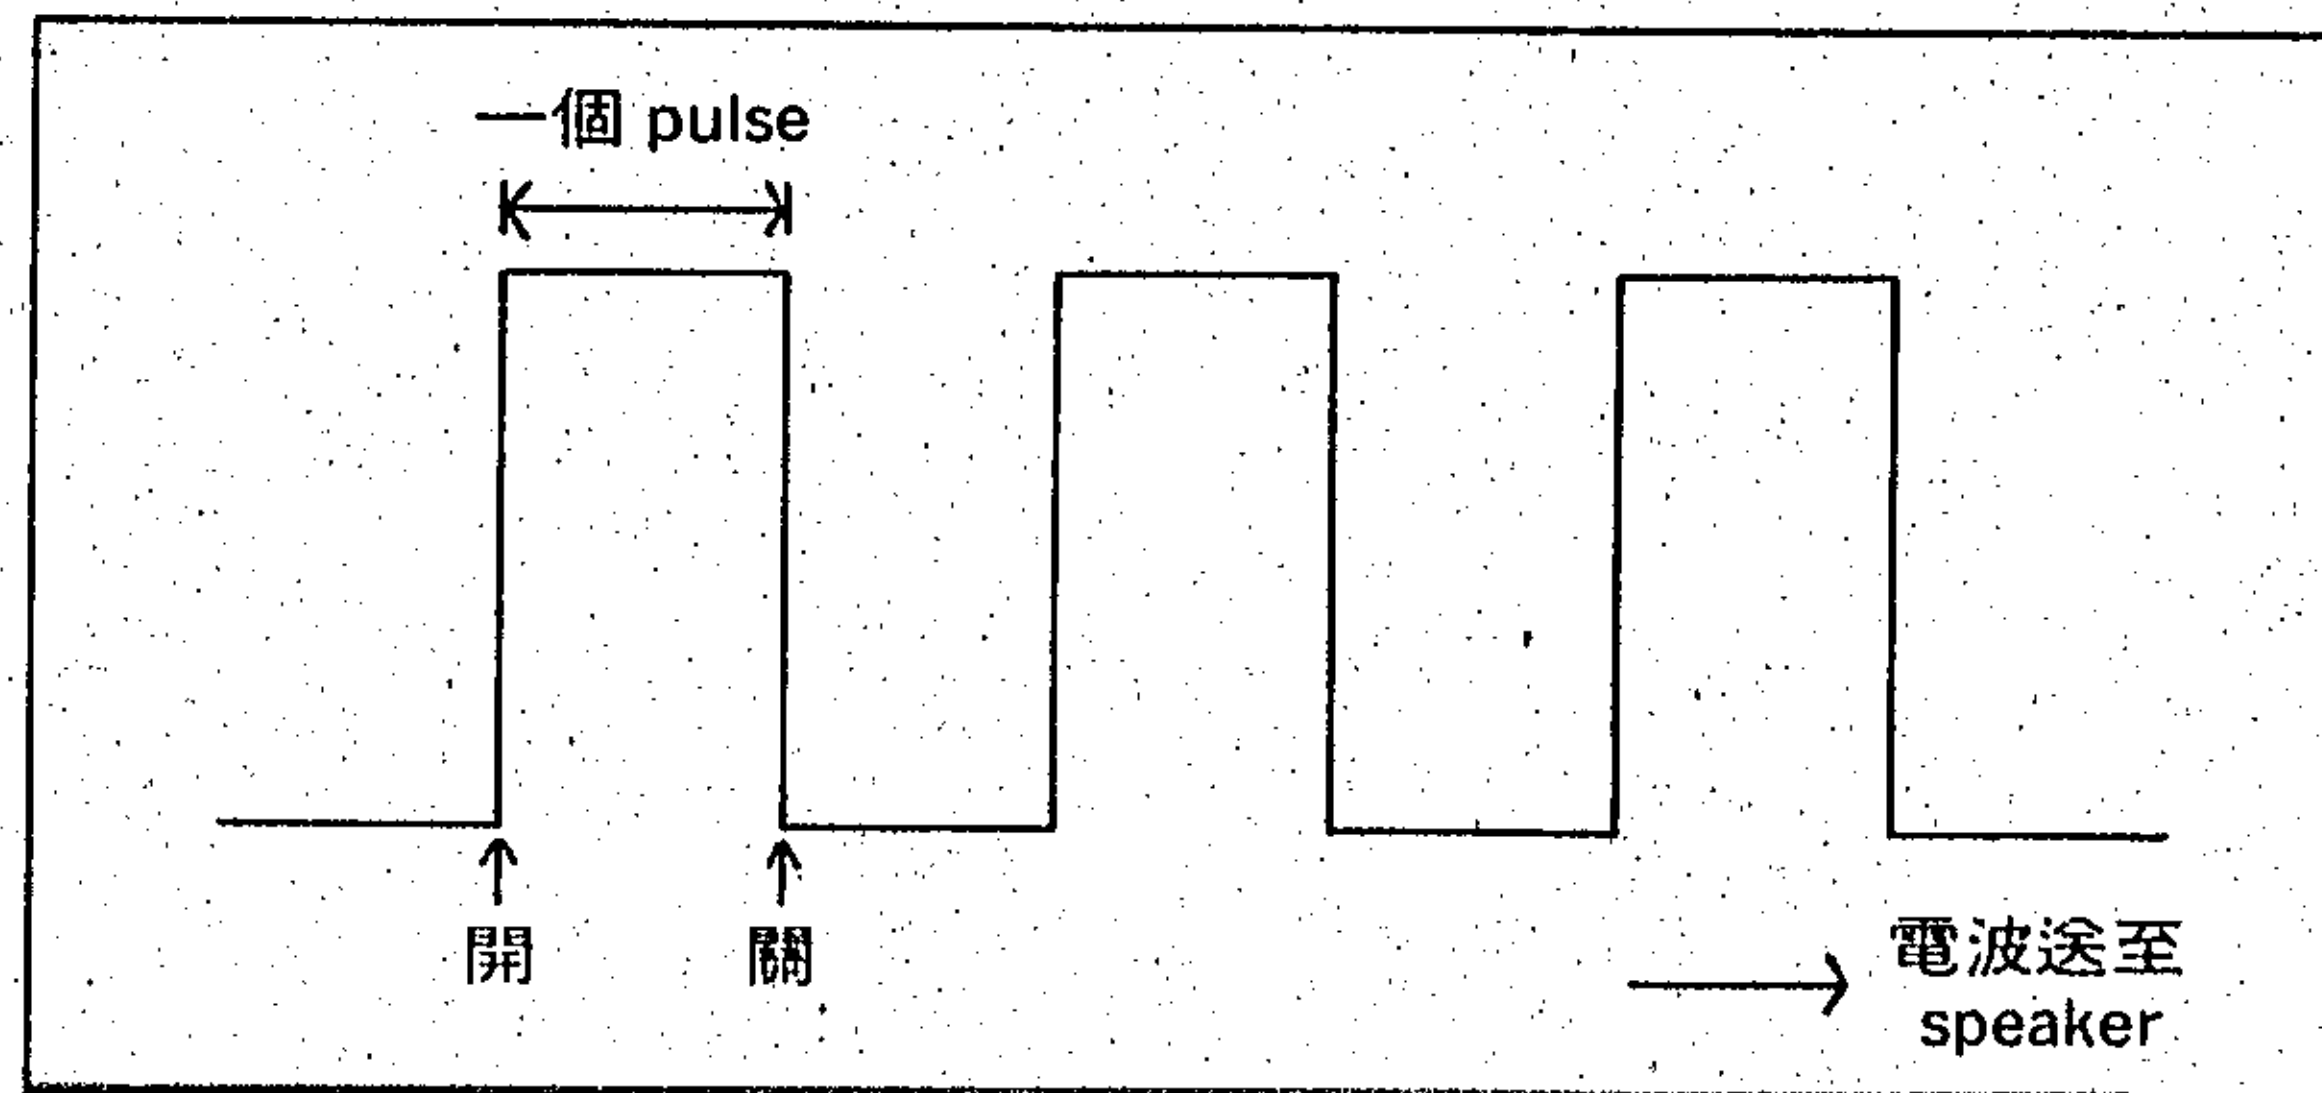 一個 pulse
開
關
電波送至
speaker